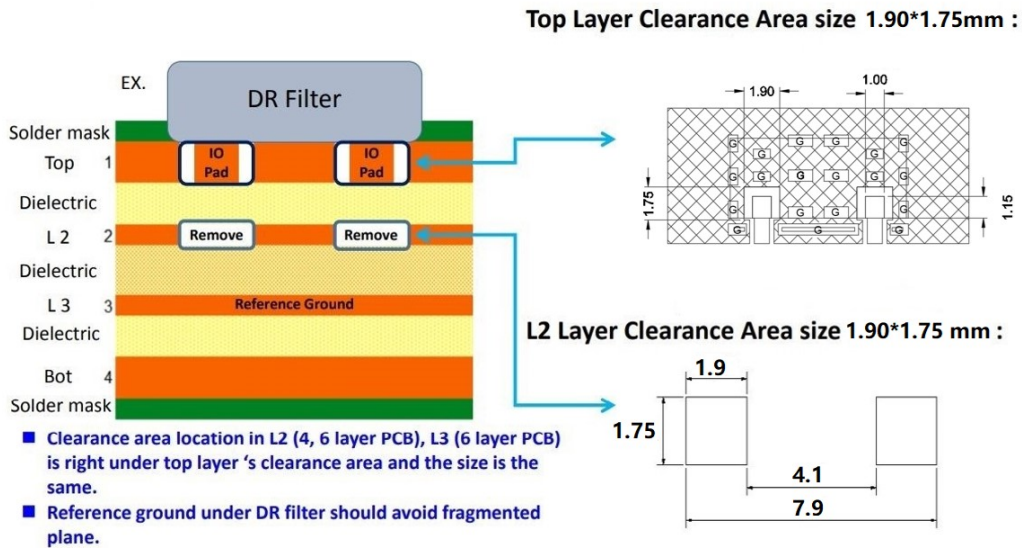 Top Layer Clearance Area size 1.90*1.75mm :
EX.
DR Filter
Solder mask
Top 1
IO Pad
IO Pad
Dielectric
L 2 2
Remove
Remove
Dielectric
L 3 3
Reference Ground
Dielectric
Bot 4
Solder mask
1.90
1.00
1.75
1.15
G G G G
G G
G G G G G G
G G G G
G G G
L2 Layer Clearance Area size 1.90*1.75 mm :
1.9
1.75
4.1
7.9
Clearance area location in L2 (4, 6 layer PCB), L3 (6 layer PCB)
is right under top layer ‘s clearance area and the size is the
same.
Reference ground under DR filter should avoid fragmented
plane.